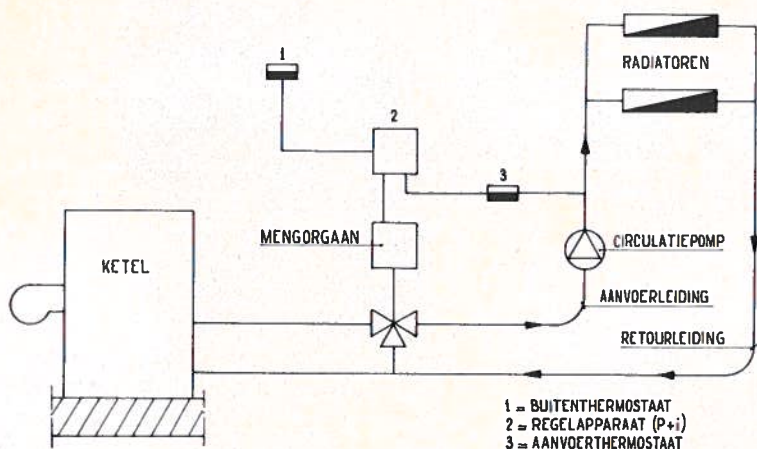 1
RADIATOREN
2
3
MENGORGAAN
KETEL
CIRCULATIEPOMP
AANVOERLEIDING
RETOURLEIDING
1 = BUITENTHERMOSTAAT
2 = REGELAPPARAAT (P+i)
3 = AANVOERTHERMOSTAAT